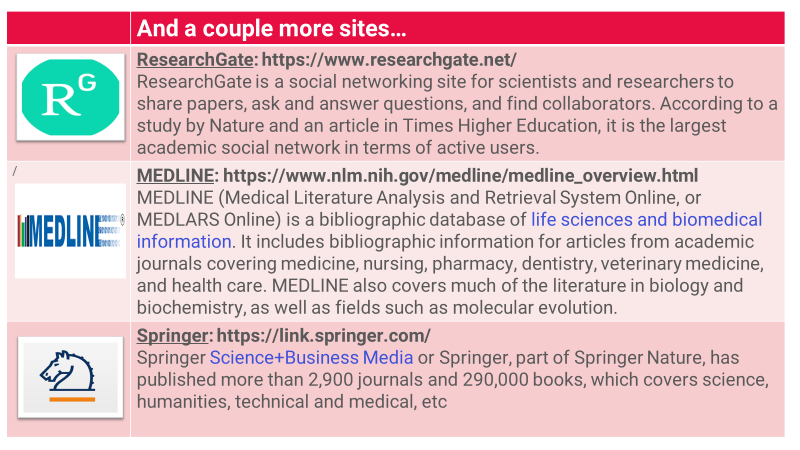 And a couple more sites…
R G
ResearchGate: https://www.researchgate.net/
ResearchGate is a social networking site for scientists and researchers to
share papers, ask and answer questions, and find collaborators. According to a
study by Nature and an article in Times Higher Education, it is the largest
academic social network in terms of active users.
/
MEDLINE®
MEDLINE: https://www.nlm.nih.gov/medline/medline_overview.html
MEDLINE (Medical Literature Analysis and Retrieval System Online, or
MEDLARS Online) is a bibliographic database of life sciences and biomedical
information. It includes bibliographic information for articles from academic
journals covering medicine, nursing, pharmacy, dentistry, veterinary medicine,
and health care. MEDLINE also covers much of the literature in biology and
biochemistry, as well as fields such as molecular evolution.
Springer: https://link.springer.com/
Springer Science+Business Media or Springer, part of Springer Nature, has
published more than 2,900 journals and 290,000 books, which covers science,
humanities, technical and medical, etc